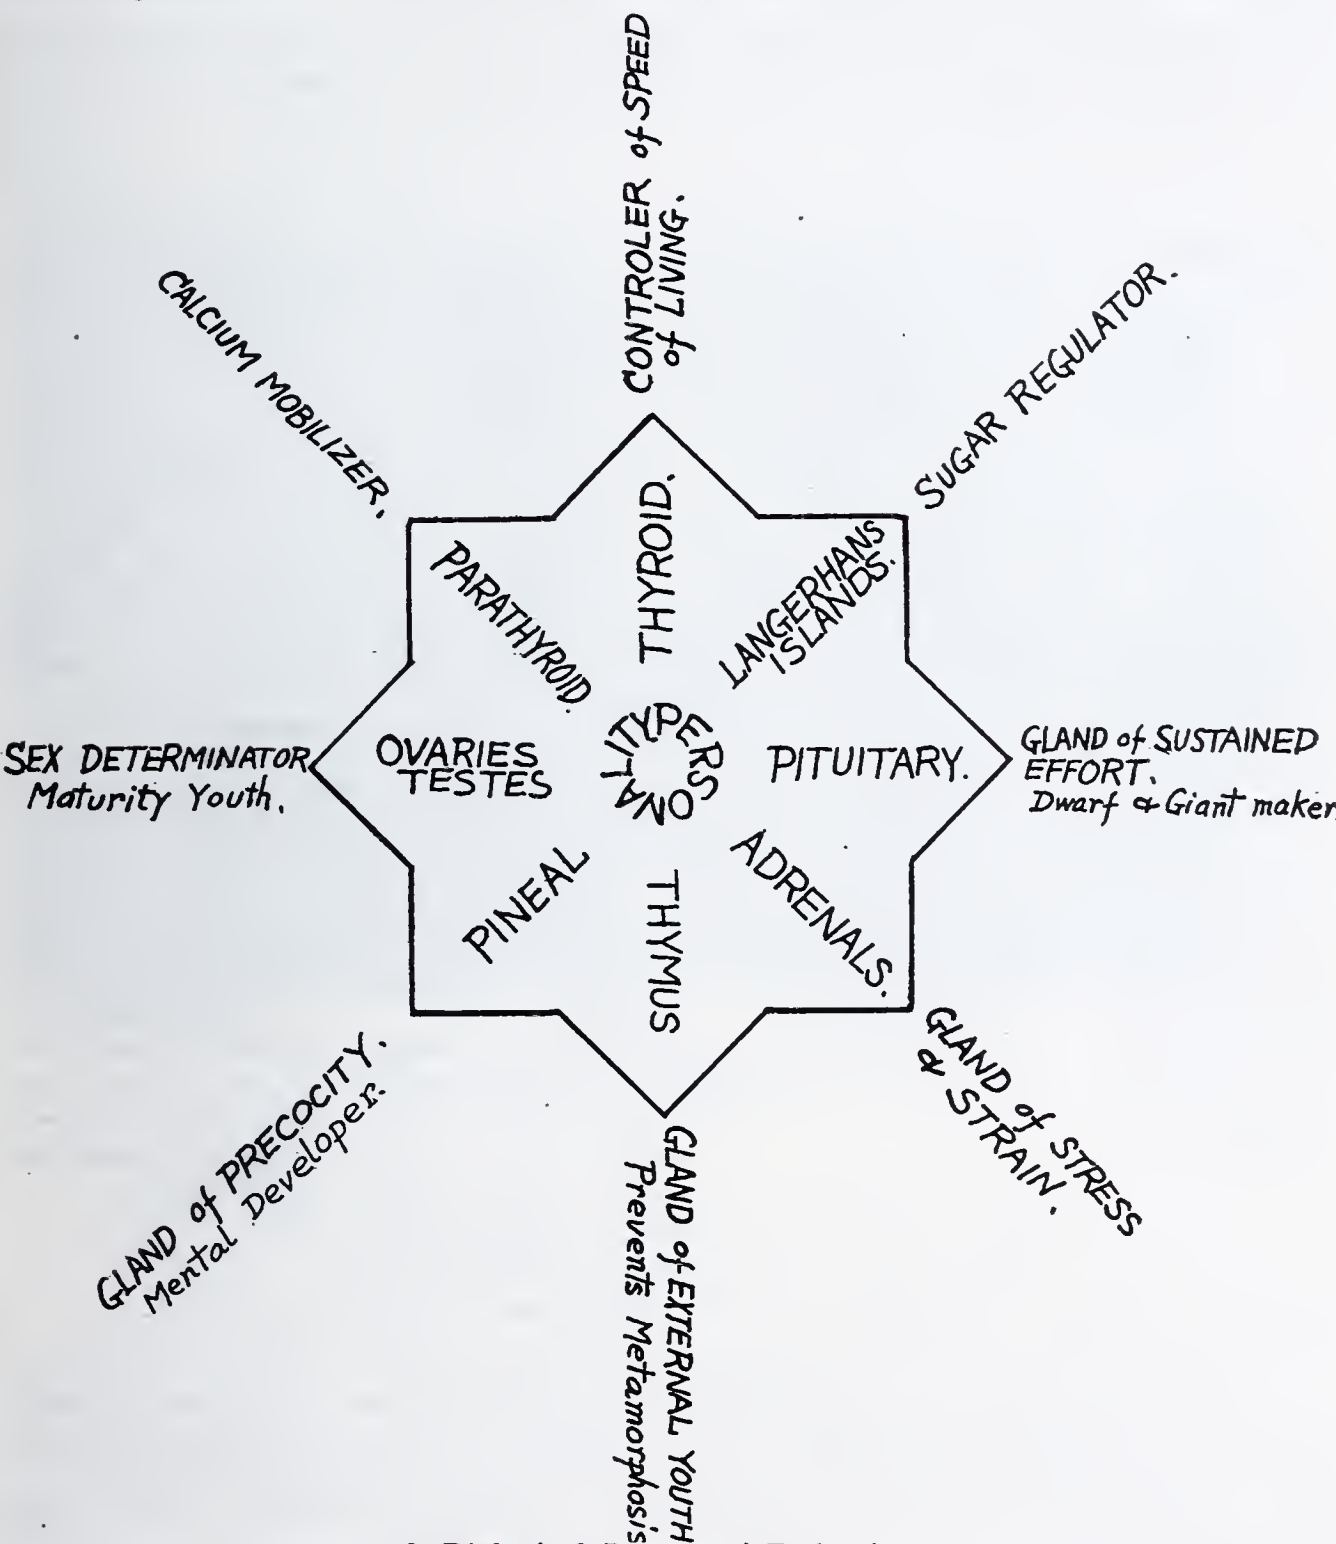 CONTROLER of SPEED
of LIVING.
SUGAR REGULATOR.
CALCIUM MOBILIZER.
THYROID.
LANGERHANS
ISLANDS.
PARATHYROID.
PERSONALITY
OVARIES
TESTES
PITUITARY.
SEX DETERMINATOR
Maturity Youth.
GLAND of SUSTAINED
EFFORT.
Dwarf & Giant maker.
PINEAL
THYMUS
ADRENALS.
GLAND of PRECOCITY.
Mental Developer.
GLAND of EXTERNAL YOUTH
Prevents Metamorphosis
GLAND of STRESS
& STRAIN.